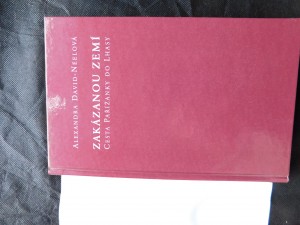 Alexandra David-Neelová
ZAKÁZANOU ZEMÍ
Cesta Pařížanky do Lhasy